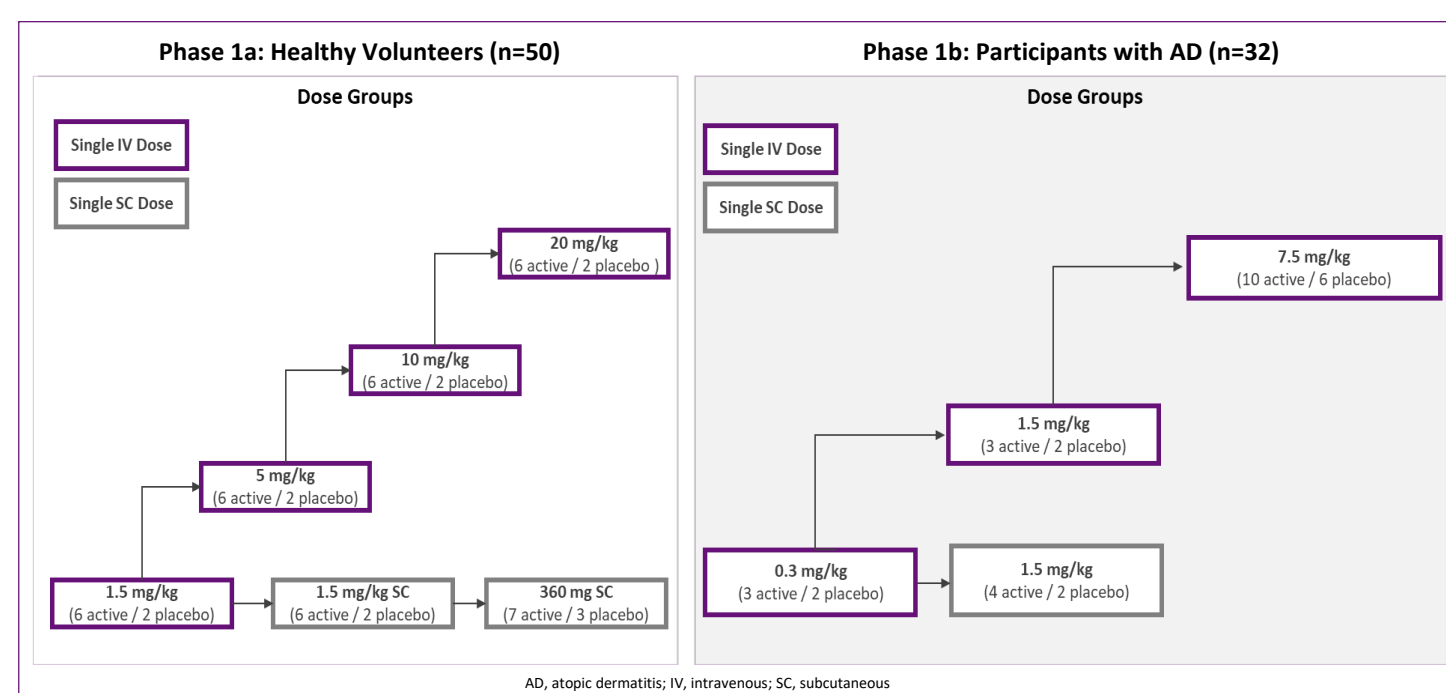 Phase 1a: Healthy Volunteers (n=50)
Dose Groups
Single IV Dose
Single SC Dose
20 mg/kg
(6 active / 2 placebo )
10 mg/kg
(6 active / 2 placebo)
5 mg/kg
(6 active / 2 placebo)
1.5 mg/kg
(6 active / 2 placebo)
1.5 mg/kg SC
(6 active / 2 placebo)
360 mg SC
(7 active / 3 placebo)
Phase 1b: Participants with AD (n=32)
Dose Groups
Single IV Dose
Single SC Dose
7.5 mg/kg
(10 active / 6 placebo)
1.5 mg/kg
(3 active / 2 placebo)
0.3 mg/kg
(3 active / 2 placebo)
1.5 mg/kg
(4 active / 2 placebo)
AD, atopic dermatitis; IV, intravenous; SC, subcutaneous